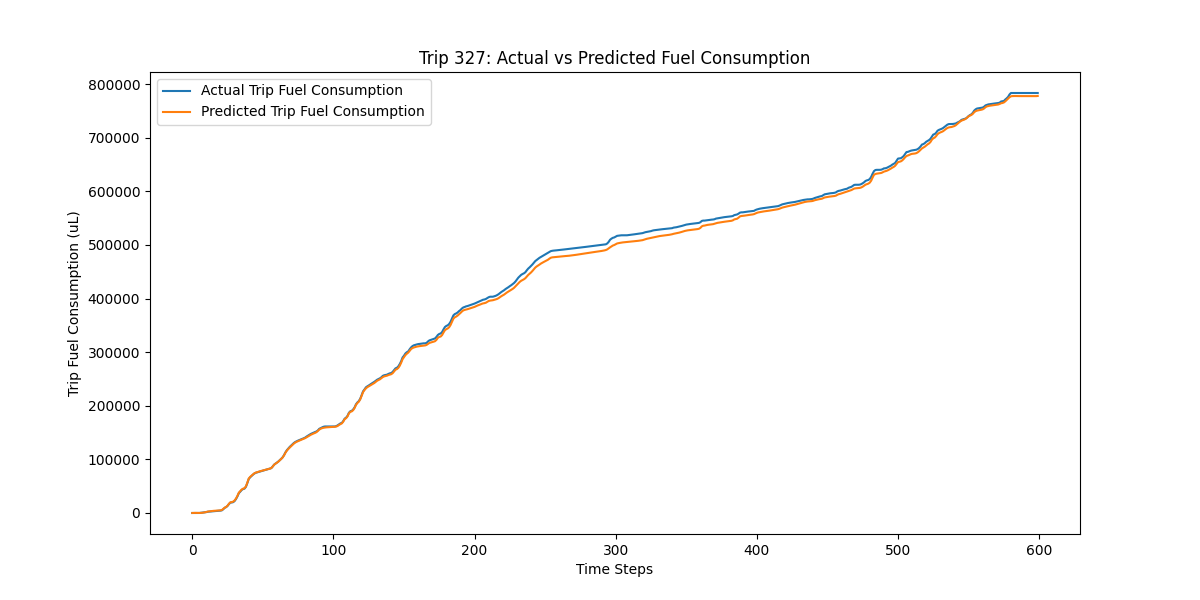 Trip 327: Actual vs Predicted Fuel Consumption
Actual Trip Fuel Consumption
Predicted Trip Fuel Consumption
Trip Fuel Consumption (uL)
800000
700000
600000
500000
400000
300000
200000
100000
0
0 100 200 300 400 500 600
Time Steps